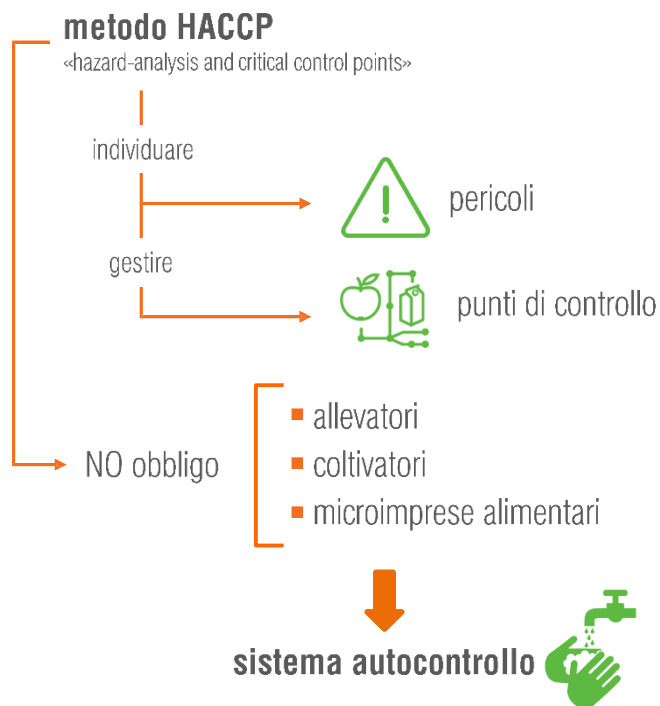 metodo HACCP
«hazard-analysis and critical control points»
individuare
pericoli
gestire
punti di controllo
NO obbligo
allevatori
coltivatori
microimprese alimentari
sistema autocontrollo